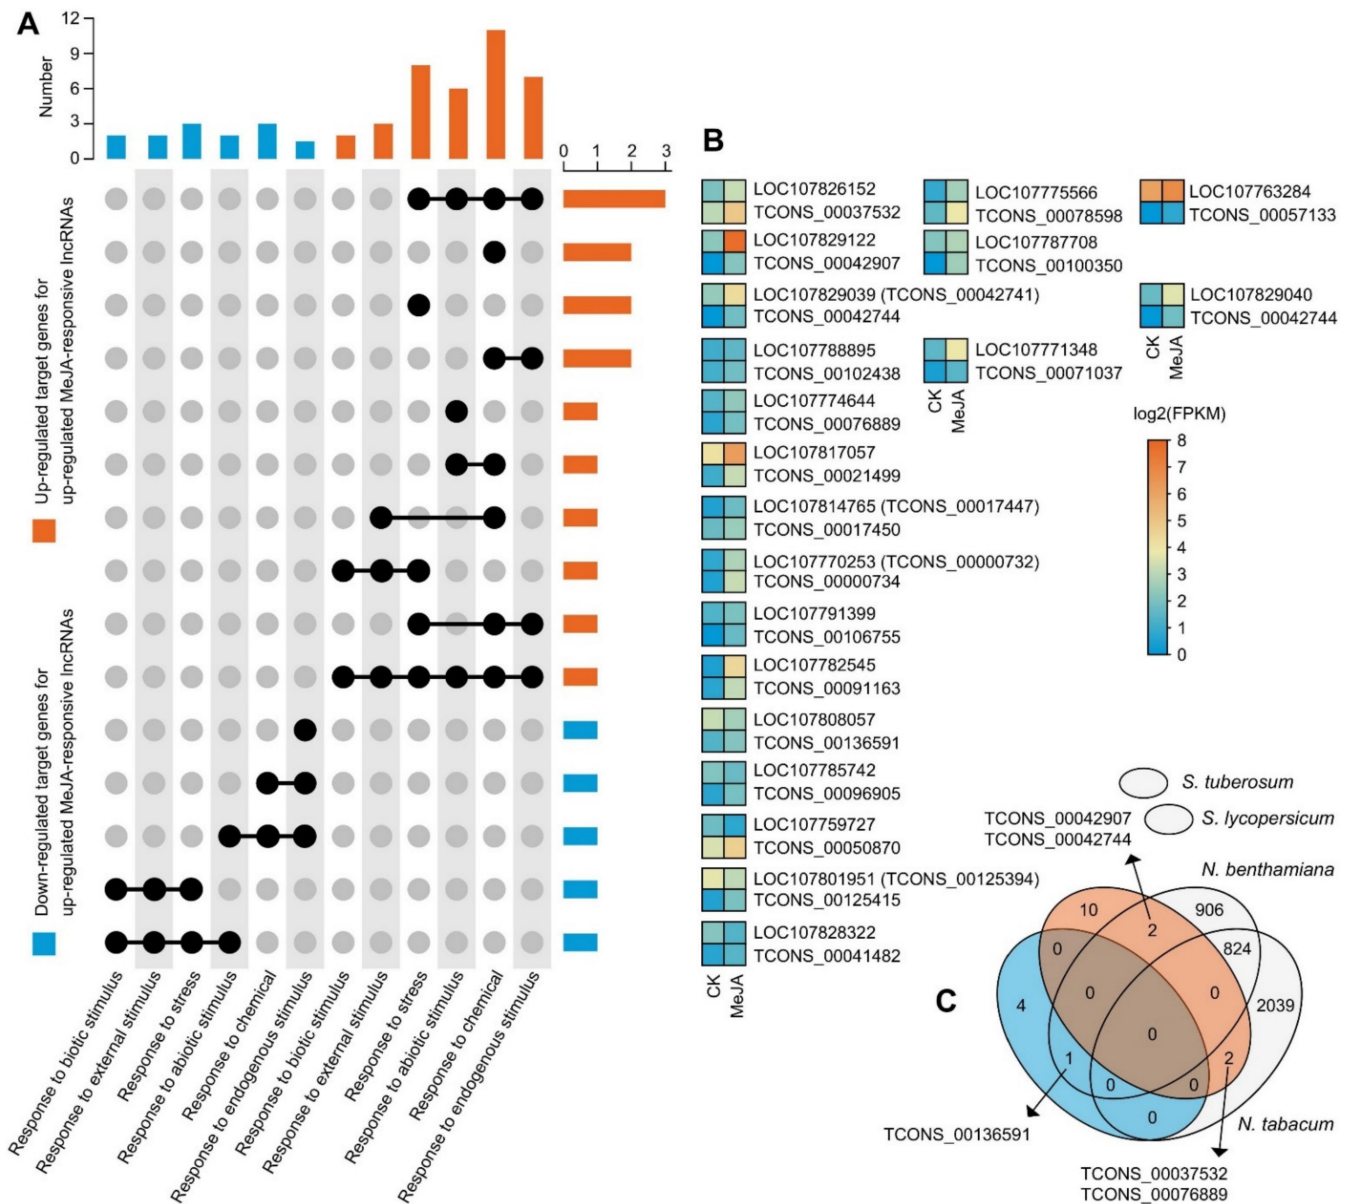 A
Number
12
9
6
3
0
0 1 2 3
Up-regulated target genes for
up-regulated MeJA-responsive lncRNAs
Down-regulated target genes for
up-regulated MeJA-responsive lncRNAs
Response to biotic stimulus
Response to external stimulus
Response to stress
Response to abiotic stimulus
Response to chemical
Response to endogenous stimulus
Response to biotic stimulus
Response to external stimulus
Response to stress
Response to abiotic stimulus
Response to chemical
Response to endogenous stimulus
B
LOC107826152
TCONS_00037532
LOC107829122
TCONS_00042907
LOC107829039 (TCONS_00042741)
TCONS_00042744
LOC107788895
TCONS_00102438
LOC107774644
TCONS_00076889
LOC107817057
TCONS_00021499
LOC107814765 (TCONS_00017447)
TCONS_00017450
LOC107770253 (TCONS_00000732)
TCONS_00000734
LOC107791399
TCONS_00106755
LOC107782545
TCONS_00091163
LOC107808057
TCONS_00136591
LOC107785742
TCONS_00096905
LOC107759727
TCONS_00050870
LOC107801951 (TCONS_00125394)
TCONS_00125415
LOC107828322
TCONS_00041482
CK
MeJA
LOC107775566
TCONS_00078598
LOC107787708
TCONS_00100350
LOC107771348
TCONS_00071037
CK
MeJA
LOC107763284
TCONS_00057133
LOC107829040
TCONS_00042744
CK
MeJA
log2(FPKM)
8
7
6
5
4
3
2
1
0
C
S. tuberosum
S. lycopersicum
TCONS_00042907
TCONS_00042744
N. benthamiana
10
906
2
0
824
4
0
0
2039
0
1
2
0
0
0
N. tabacum
TCONS_00136591
TCONS_00037532
TCONS_00076889